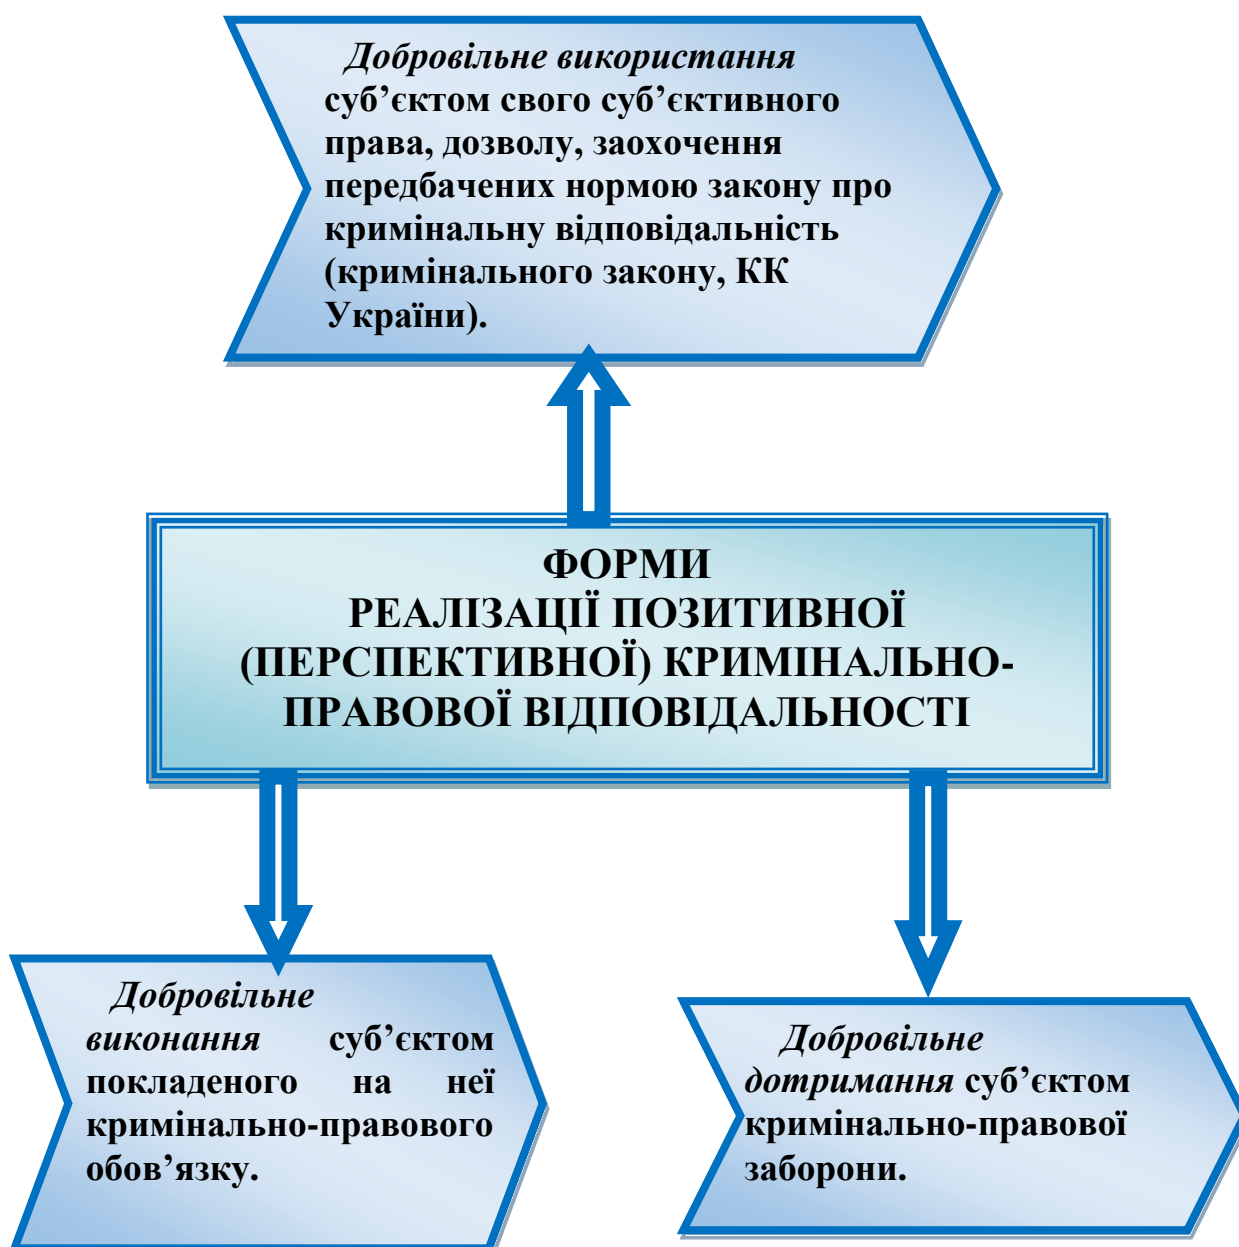 Добровільне використання
суб’єктом свого суб’єктивного
права, дозволу, заохочення
передбачених нормою закону про
кримінальну відповідальність
(кримінального закону, КК
України).
ФОРМИ
РЕАЛІЗАЦІЇ ПОЗИТИВНОЇ
(ПЕРСПЕКТИВНОЇ) КРИМІНАЛЬНО-
ПРАВОВОЇ ВІДПОВІДАЛЬНОСТІ
Добровільне
виконання суб’єктом
покладеного на неї
кримінально-правового
обов’язку.
Добровільне
дотримання суб’єктом
кримінально-правової
заборони.